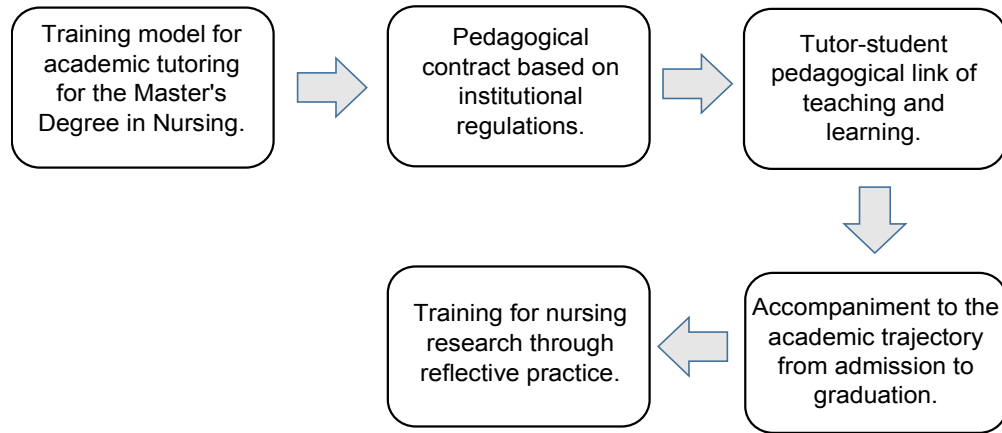 Training model for
academic tutoring
for the Master's
Degree in Nursing.
Pedagogical
contract based on
institutional
regulations.
Tutor-student
pedagogical link of
teaching and
learning.
Accompaniment to the
academic trajectory
from admission to
graduation.
Training for nursing
research through
reflective practice.